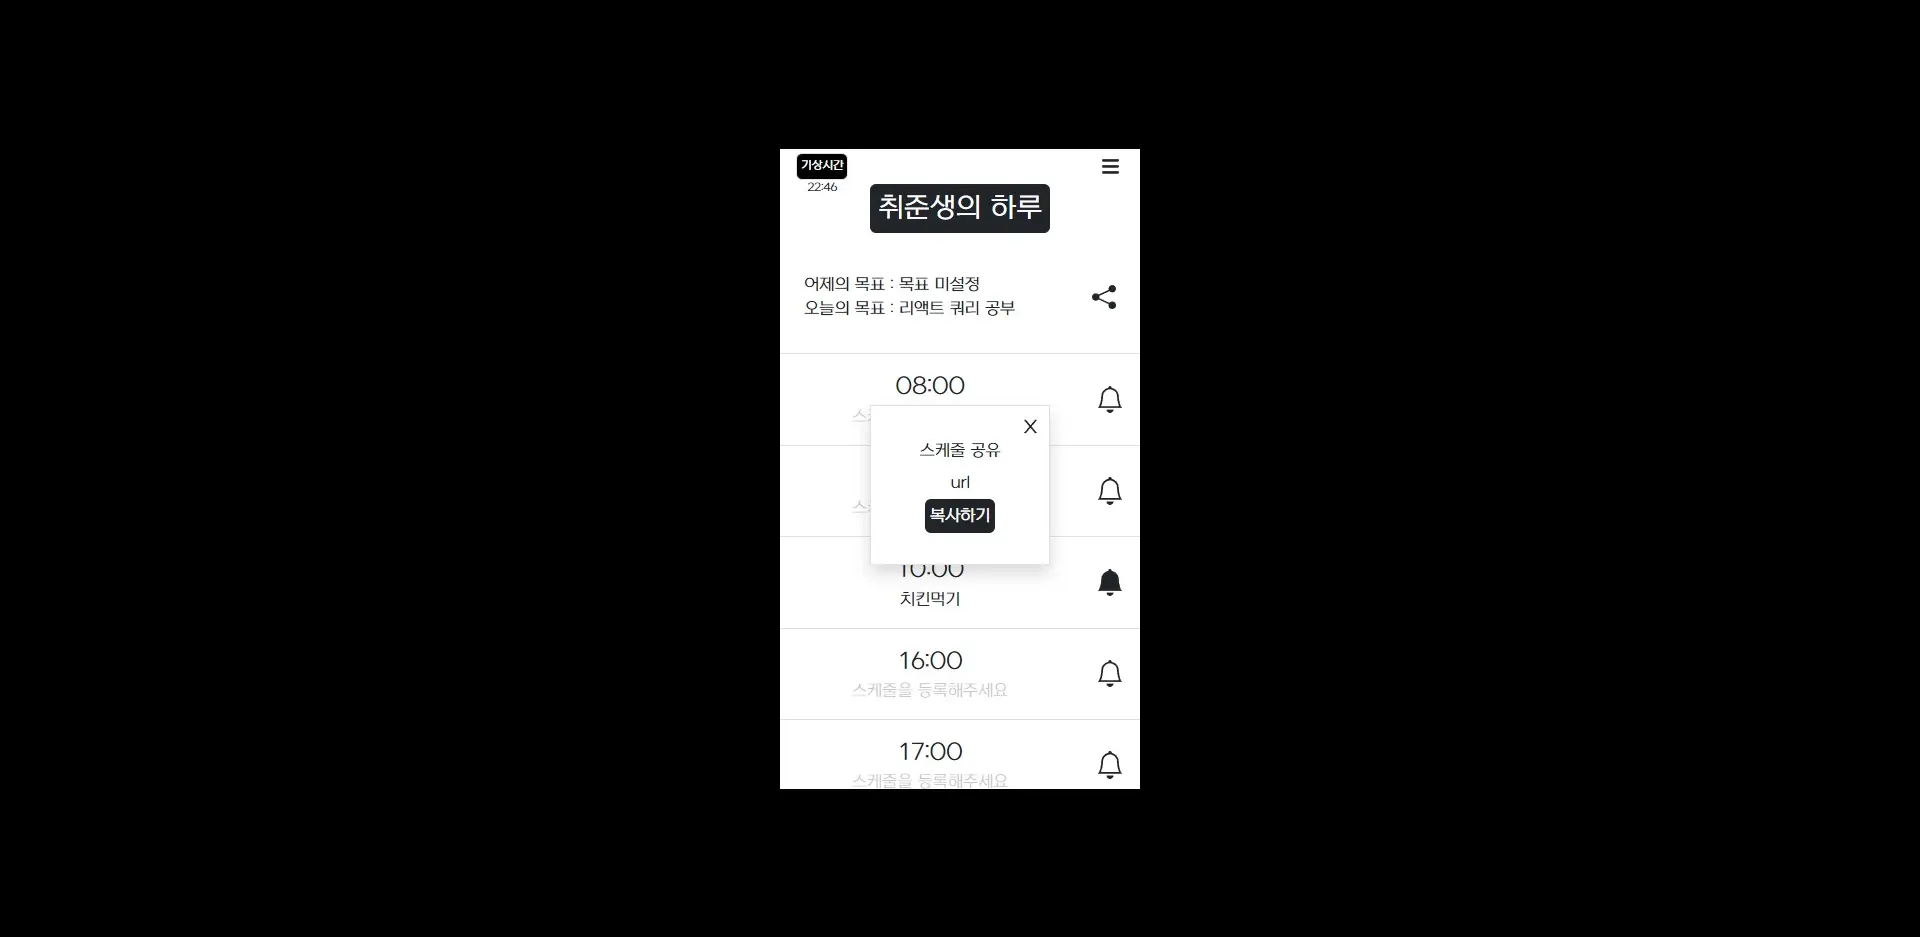 기상시간
22:46
취준생의 하루
어제의 목표 : 목표 미설정
오늘의 목표 : 리액트 쿼리 공부
08:00
X
스케줄 공유
url
복사하기
10:00
치킨먹기
16:00
스케줄을 등록해주세요
17:00
스케줄을 등록해주세요